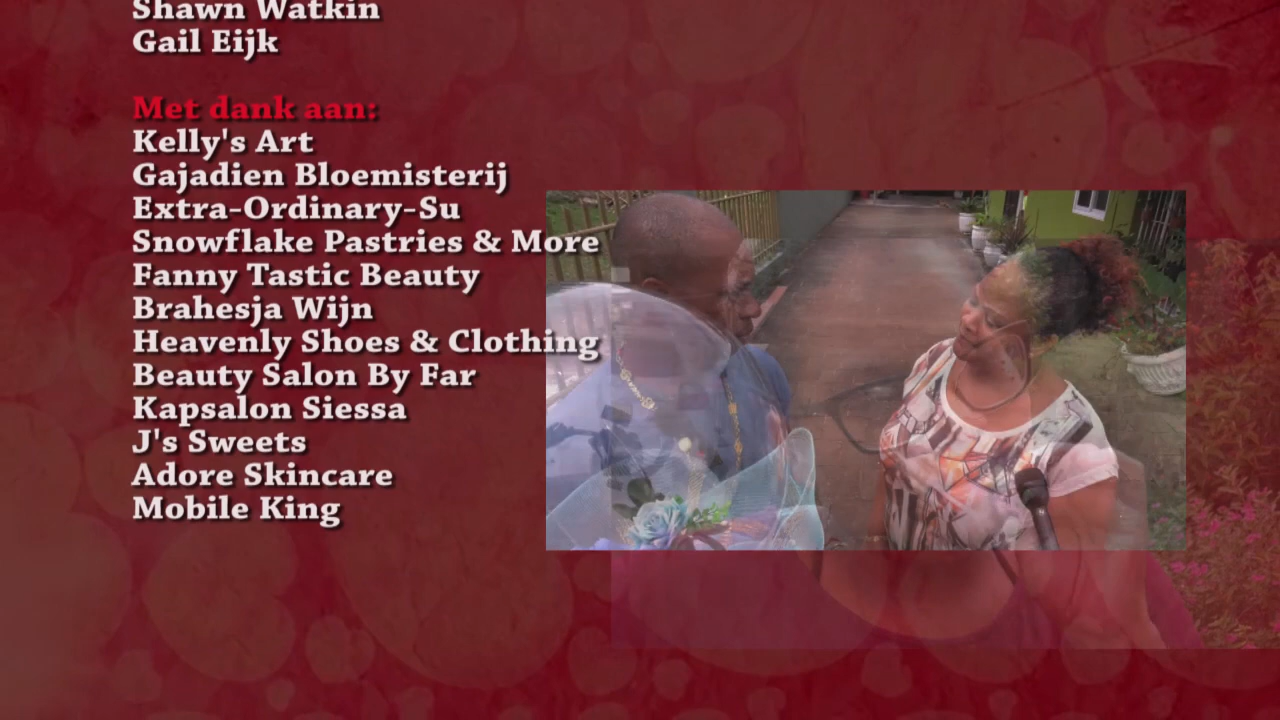 Shawn Watkin
Gail Eijk
Met dank aan:
Kelly's Art
Gajadien Bloemisterij
Extra-Ordinary-Su
Snowflake Pastries & More
Fanny Tastic Beauty
Brahesja Wijn
Heavenly Shoes & Clothing
Beauty Salon By Far
Kapsalon Siessa
J's Sweets
Adore Skincare
Mobile King